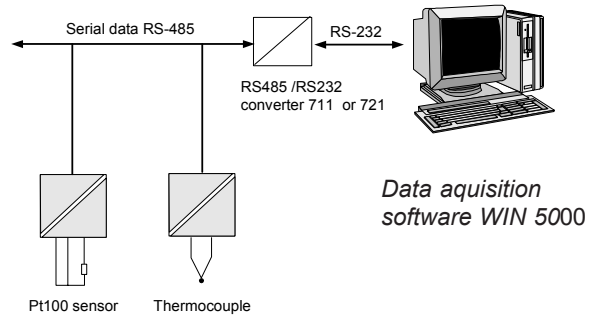 Serial data RS-485
RS-232
RS485 /RS232
converter 711 or 721
Data aquisition
software WIN 5000
Pt100 sensor
Thermocouple